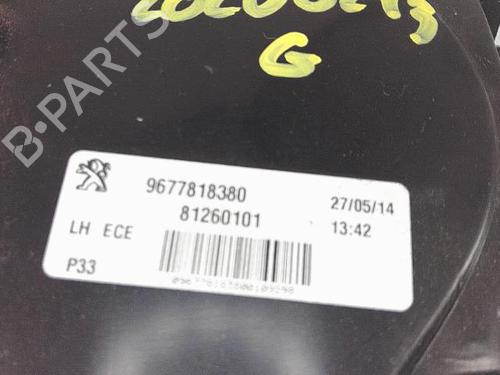 G
B-PARTS
9677818380
27/05/14
81260101
13:42
LH ECE
P33